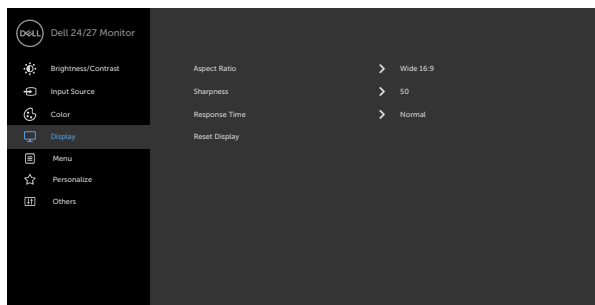 DELL Dell 24/27 Monitor
Brightness/Contrast Aspect Ratio Wide 16:9
Input Source Sharpness 50
Color Response Time Normal
Display Reset Display
Menu
Personalize
Others